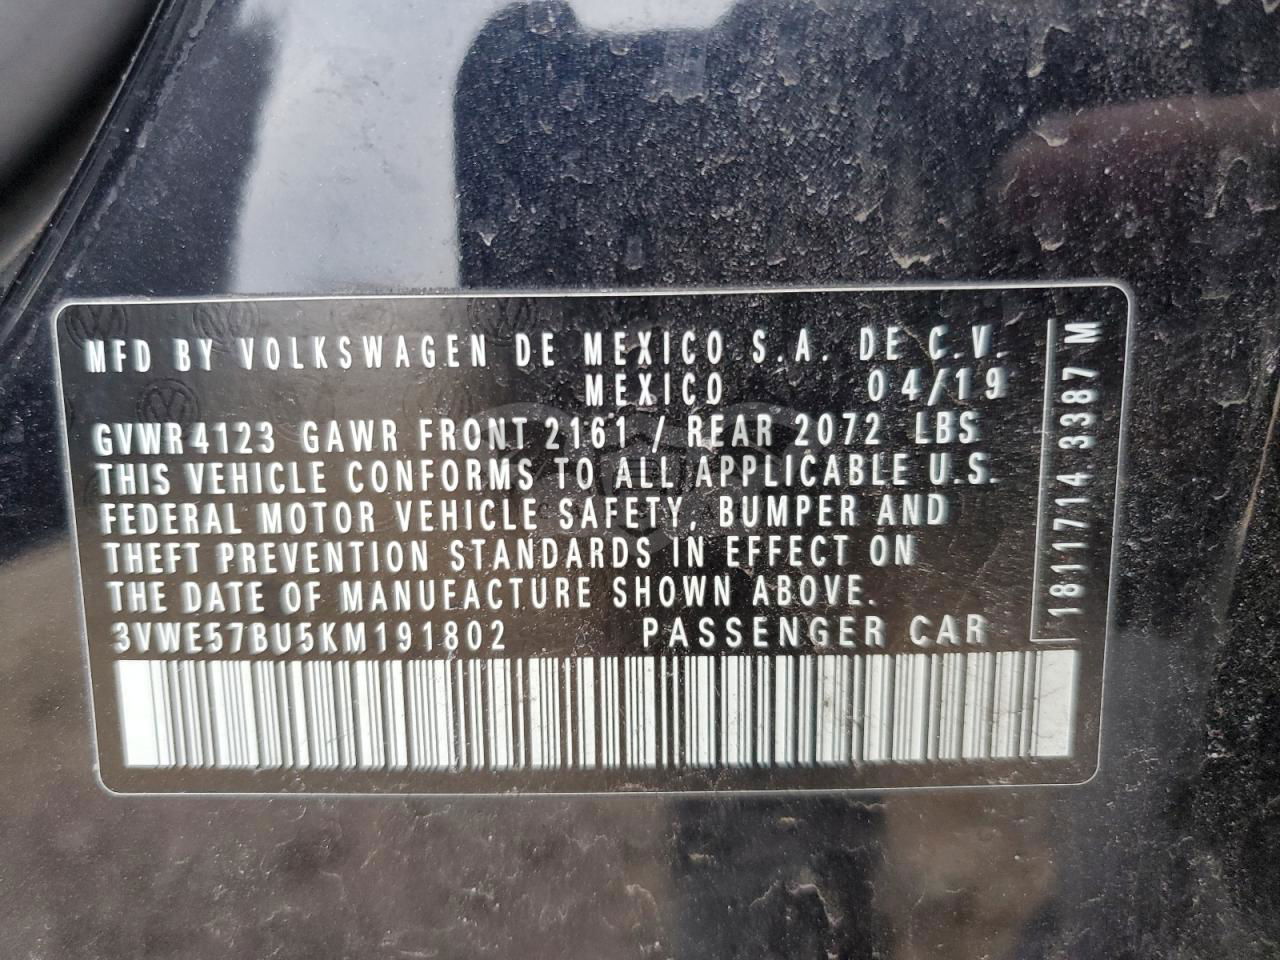 MFD BY VOLKSWAGEN DE MEXICO S.A. DE C.V.
MEXICO 04/19
GVWR 4123 GAWR FRONT 2161 / REAR 2072 LBS
THIS VEHICLE CONFORMS TO ALL APPLICABLE U.S.
FEDERAL MOTOR VEHICLE SAFETY, BUMPER AND
THEFT PREVENTION STANDARDS IN EFFECT ON
THE DATE OF MANUFACTURE SHOWN ABOVE.
3VWE57BU5KM191802 PASSENGER CAR
1811714.3387 M